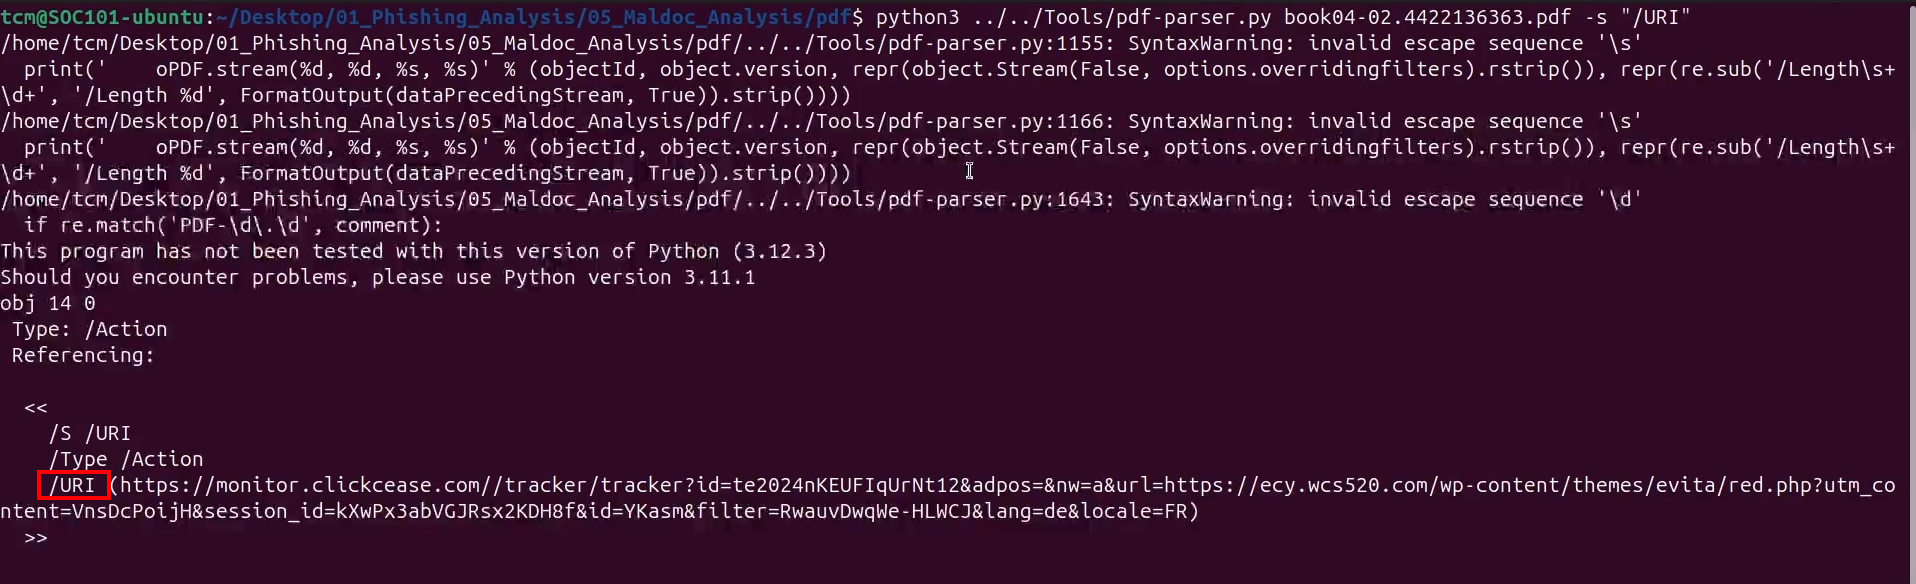 tcm@SOC101-ubuntu:~/Desktop/01_Phishing_Analysis/05_Maldoc_Analysis/pdf$ python3 ../../Tools/pdf-parser.py book04-02.4422136363.pdf -s "/URI"
/home/tcm/Desktop/01_Phishing_Analysis/05_Maldoc_Analysis/pdf/../../Tools/pdf-parser.py:1155: SyntaxWarning: invalid escape sequence '\s'
  print('    oPDF.stream(%d, %d, %s, %s)' % (objectId, object.version, repr(object.Stream(False, options.overridingfilters).rstrip()), repr(re.sub('/Length\s+
\d+', '/Length %d', FormatOutput(dataPrecedingStream, True)).strip())))
/home/tcm/Desktop/01_Phishing_Analysis/05_Maldoc_Analysis/pdf/../../Tools/pdf-parser.py:1166: SyntaxWarning: invalid escape sequence '\s'
  print('    oPDF.stream(%d, %d, %s, %s)' % (objectId, object.version, repr(object.Stream(False, options.overridingfilters).rstrip()), repr(re.sub('/Length\s+
\d+', '/Length %d', FormatOutput(dataPrecedingStream, True)).strip())))
/home/tcm/Desktop/01_Phishing_Analysis/05_Maldoc_Analysis/pdf/../../Tools/pdf-parser.py:1643: SyntaxWarning: invalid escape sequence '\d'
  if re.match('PDF-\d\.\d', comment):
This program has not been tested with this version of Python (3.12.3)
Should you encounter problems, please use Python version 3.11.1
obj 14 0
 Type: /Action
 Referencing:
  <<
    /S /URI
    /Type /Action
    /URI (https://monitor.clickcease.com//tracker/tracker?id=te2024nKEUFIqUrNt12&adpos=&nw=a&url=https://ecy.wcs520.com/wp-content/themes/evita/red.php?utm_co
ntent=VnsDcPoijH&session_id=kXwPx3abVGJRsx2KDH8f&id=YKasm&filter=RwauvDwqWe-HLWCJ&lang=de&locale=FR)
  >>